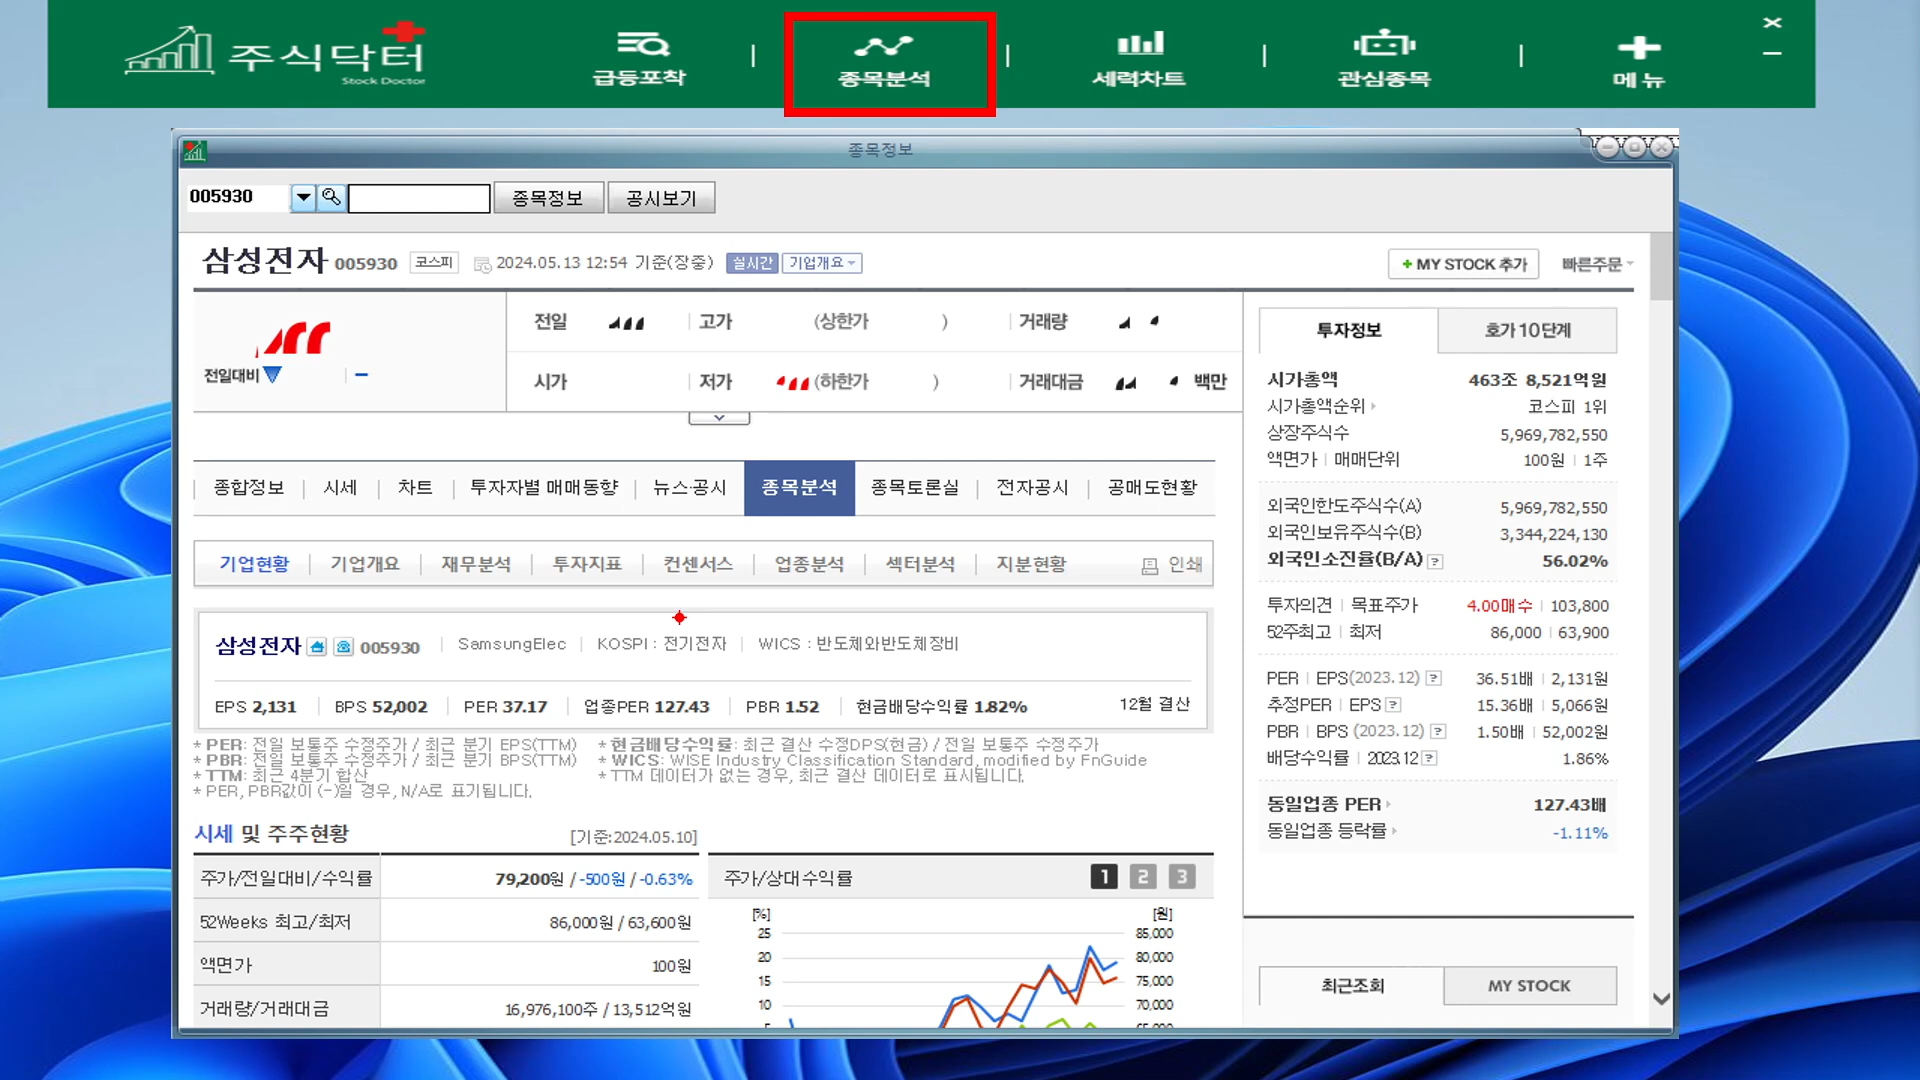 주식닥터
Stock Doctor
급등포착
종목분석
세력차트
관심종목
메뉴
종목정보
005930
종목정보
공시보기
삼성전자 005930 코스피 2024.05.13 12:54 기준(장중) 실시간 기업개요
+ MY STOCK 추가
빠른주문
전일대비
전일
고가
(상한가 )
거래량
시가
저가
(하한가 )
거래대금
백만
종합정보
시세
차트
투자자별 매매동향
뉴스·공시
종목분석
종목토론실
전자공시
공매도현황
기업현황
기업개요
재무분석
투자지표
컨센서스
업종분석
섹터분석
지분현황
인쇄
삼성전자 005930 SamsungElec KOSPI : 전기전자 WICS : 반도체와반도체장비
EPS 2,131 BPS 52,002 PER 37.17 업종PER 127.43 PBR 1.52 현금배당수익률 1.82% 12월 결산
* PER: 전일 보통주 수정주가 / 최근 분기 EPS(TTM)
* PBR: 전일 보통주 수정주가 / 최근 분기 BPS(TTM)
* TTM: 최근 4분기 합산
* PER, PBR값이 (-)일 경우, N/A로 표기됩니다.
* 현금배당수익률: 최근 결산 수정DPS(현금) / 전일 보통주 수정주가
* WICS: WISE Industry Classification Standard, modified by FnGuide
* TTM 데이터가 없는 경우, 최근 결산 데이터로 표시됩니다.
시세 및 주주현황 [기준:2024.05.10]
주가/전일대비/수익률 79,200원 / -500원 / -0.63%
52Weeks 최고/최저 86,000원 / 63,600원
액면가 100원
거래량/거래대금 16,976,100주 / 13,512억원
주가/상대수익률 1 2 3
[%] [원]
25 85,000
20 80,000
15 75,000
10 70,000
5 65,000
투자정보
호가 10단계
시가총액 463조 8,521억원
시가총액순위 코스피 1위
상장주식수 5,969,782,550
액면가 | 매매단위 100원 | 1주
외국인한도주식수(A) 5,969,782,550
외국인보유주식수(B) 3,344,224,130
외국인소진율(B/A) ? 56.02%
투자의견 | 목표주가 4.00매수 | 103,800
52주최고 | 최저 86,000 | 63,900
PER | EPS(2023.12) ? 36.51배 | 2,131원
추정PER | EPS ? 15.36배 | 5,066원
PBR | BPS (2023.12) ? 1.50배 | 52,002원
배당수익률 | 2023.12 ? 1.86%
동일업종 PER 127.43배
동일업종 등락률 -1.11%
최근조회
MY STOCK